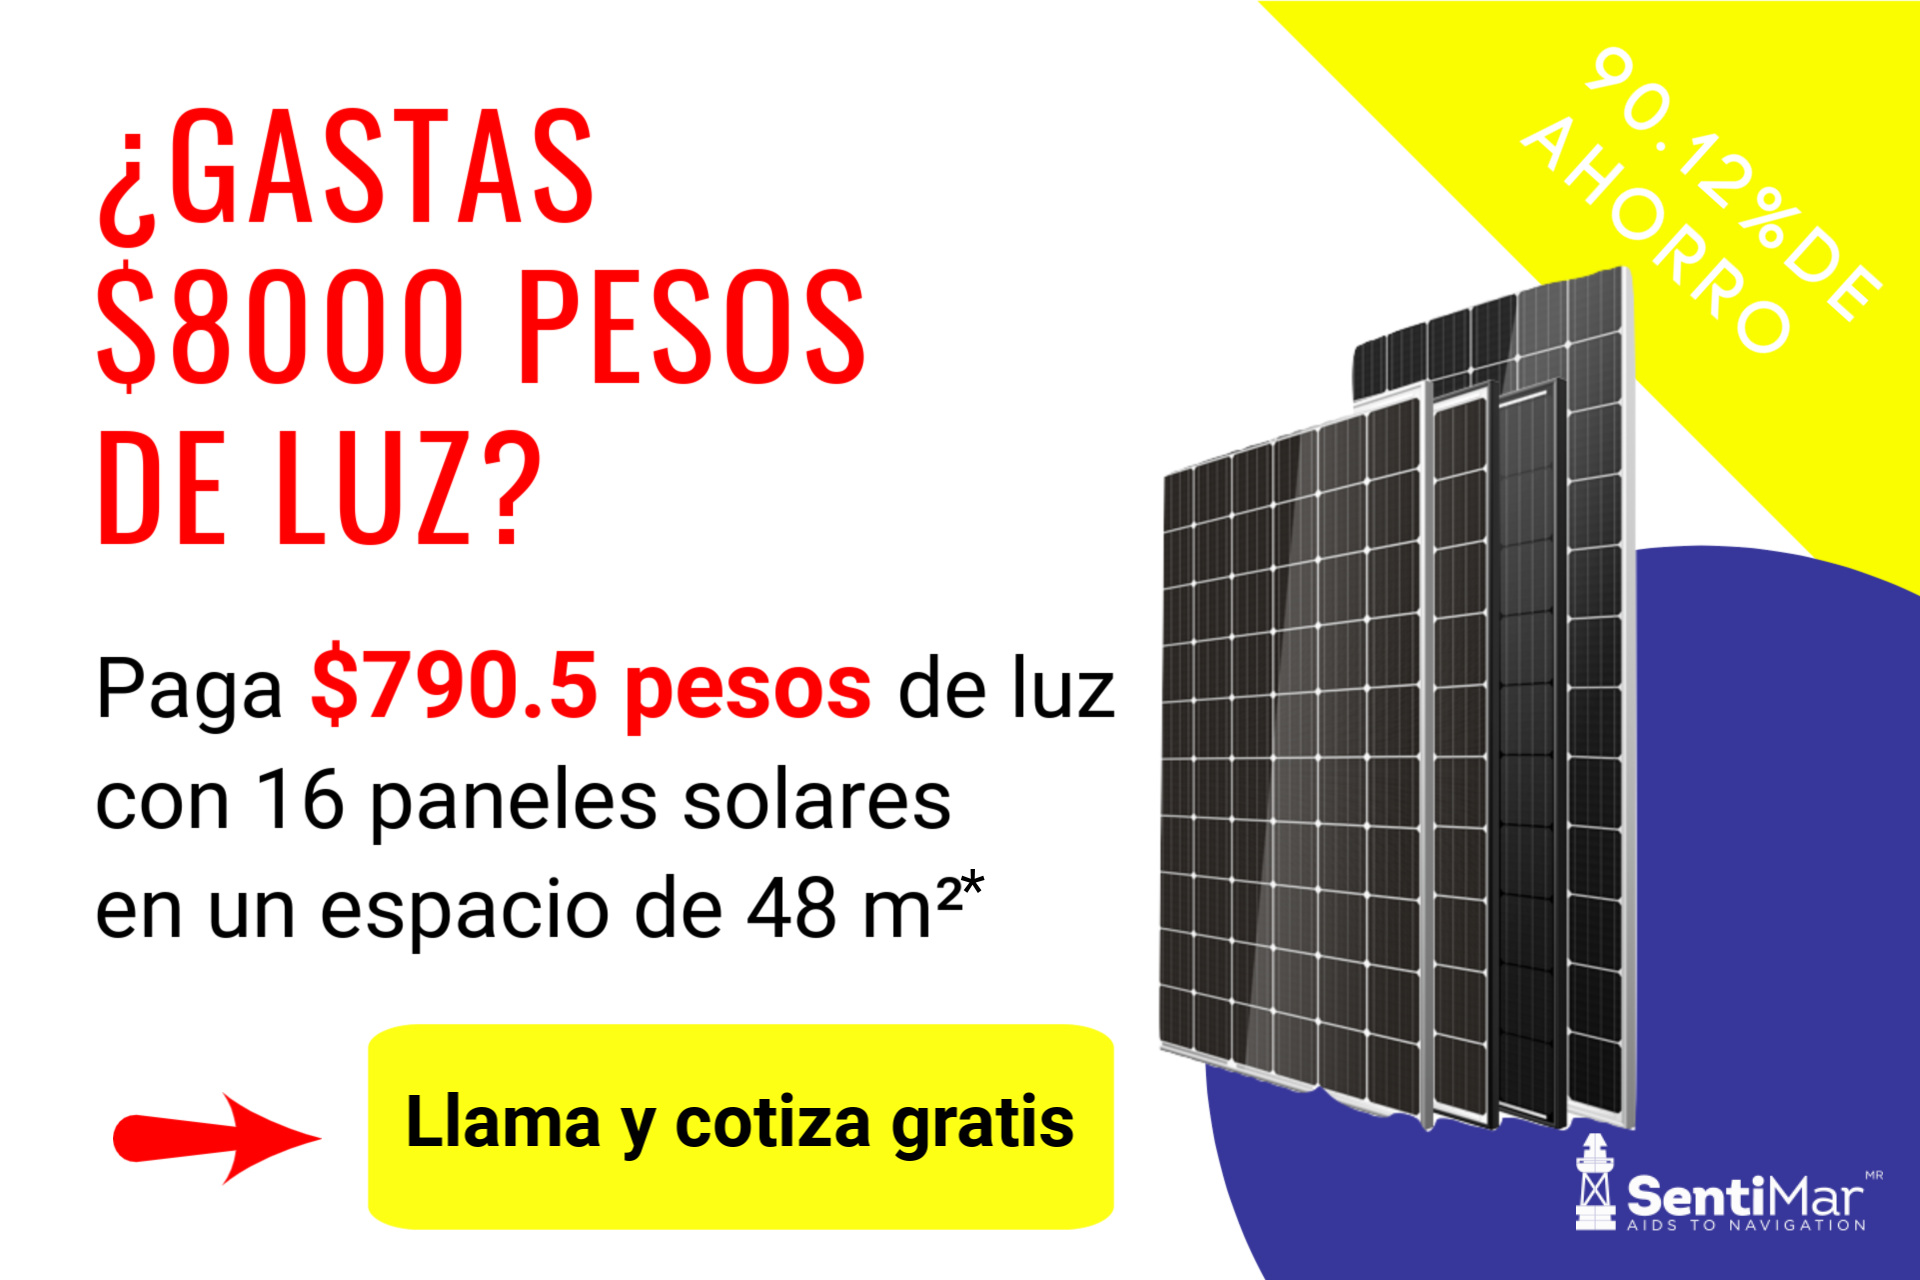 ¿GASTAS
$8000 PESOS
DE LUZ?
90.12%DE
AHORRO
Paga $790.5 pesos de luz
con 16 paneles solares
en un espacio de 48 m²*
Llama y cotiza gratis
SentiMar MR
AIDS TO NAVIGATION